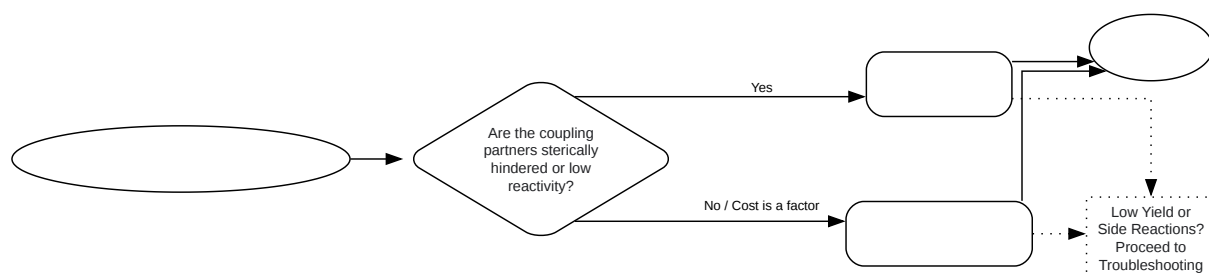 Are the coupling
partners sterically
hindered or low
reactivity?
Yes
No / Cost is a factor
Low Yield or
Side Reactions?
Proceed to
Troubleshooting